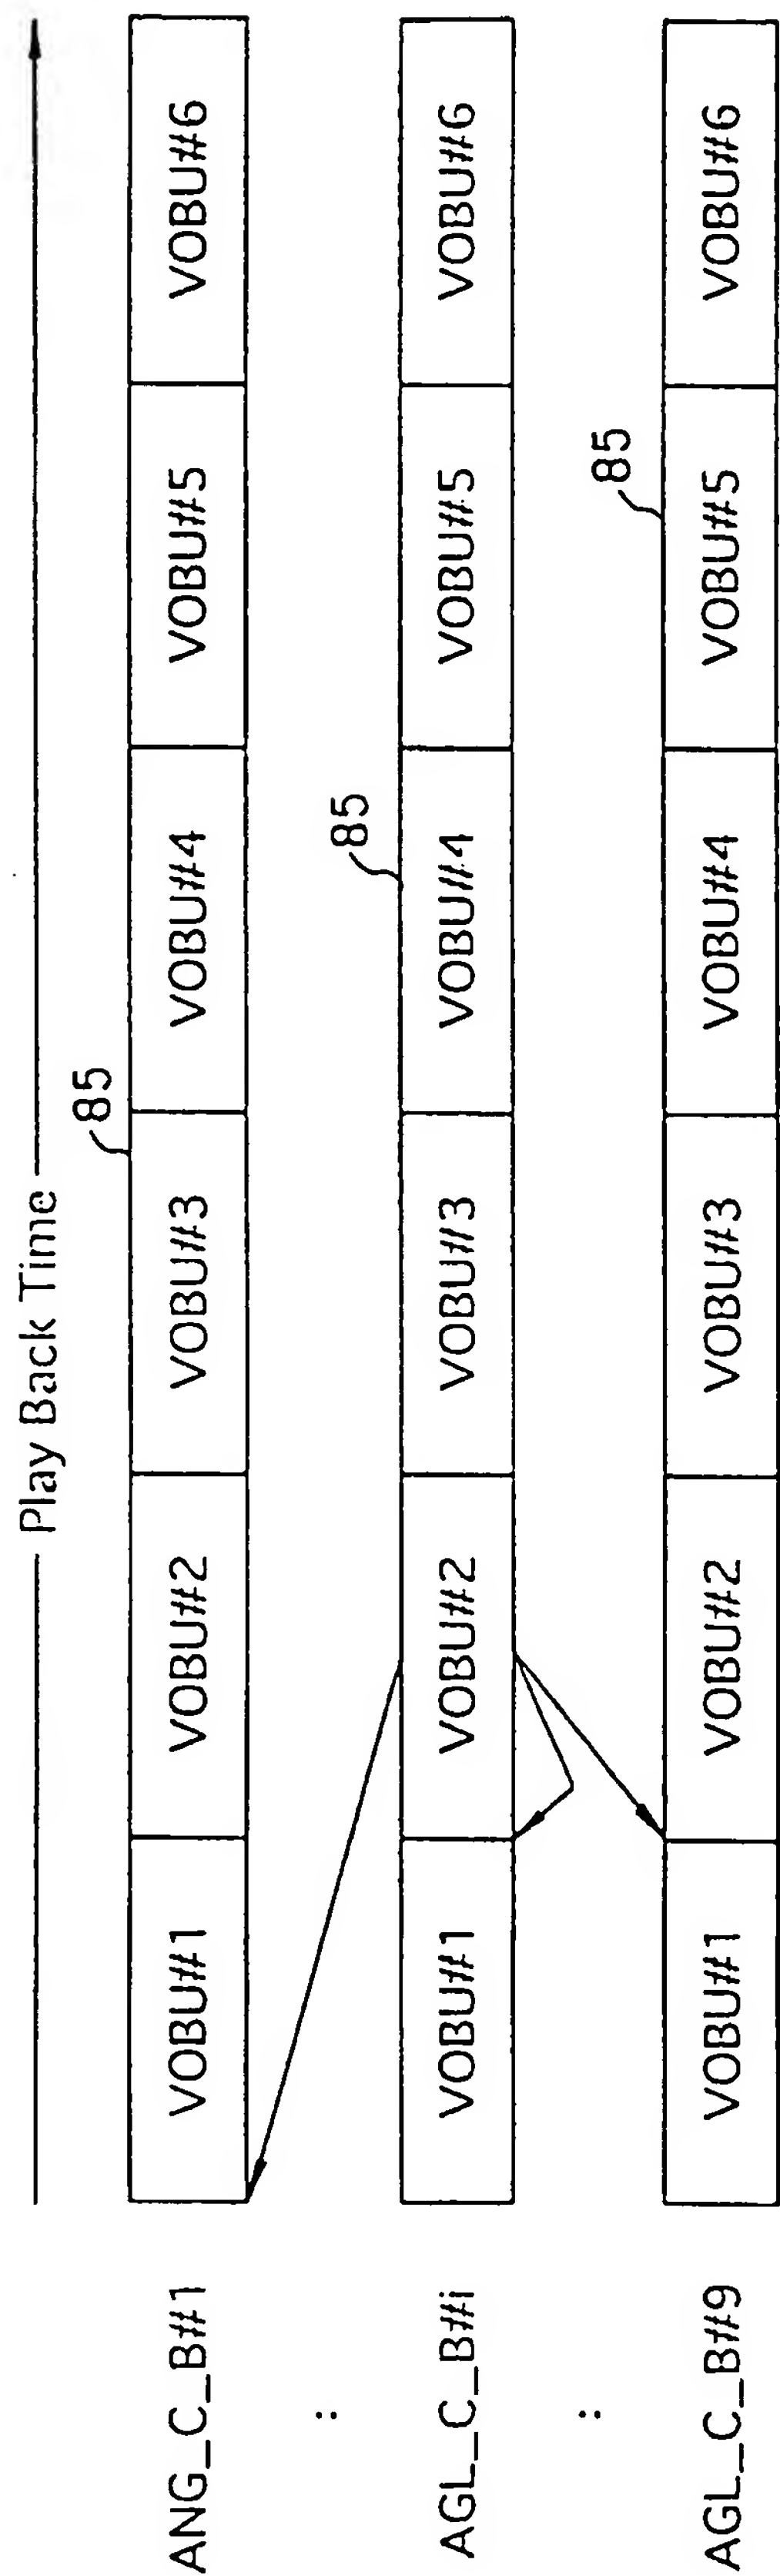 Play Back Time
85
ANG_C_B#1 VOBU#1 VOBU#2 VOBU#3 VOBU#4 VOBU#5 VOBU#6
:
85
AGL_C_B#i VOBU#1 VOBU#2 VOBU#3 VOBU#4 VOBU#5 VOBU#6
:
85
AGL_C_B#9 VOBU#1 VOBU#2 VOBU#3 VOBU#4 VOBU#5 VOBU#6